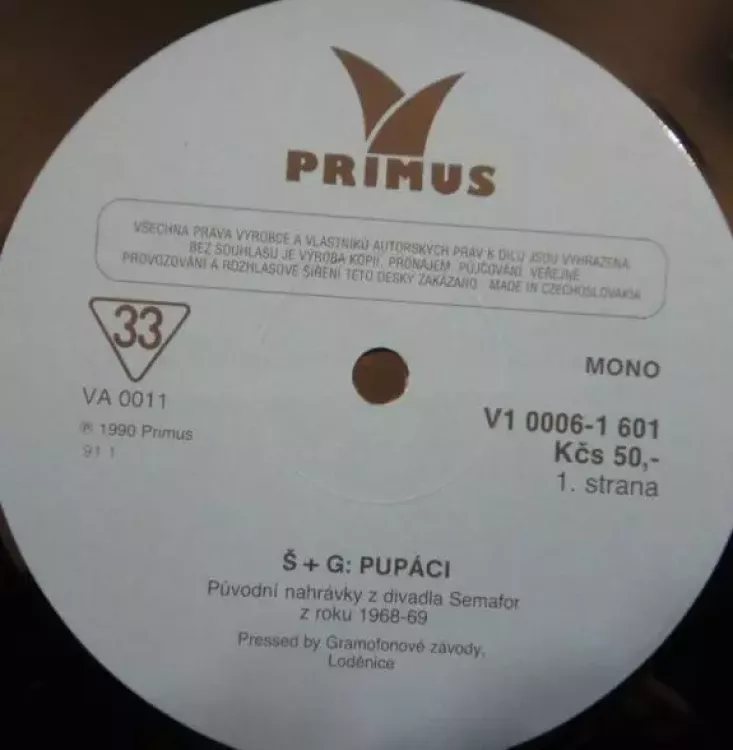 PRIMUS
VŠECHNA PRÁVA VÝROBCE A VLASTNÍKŮ AUTORSKÝCH PRÁV K DÍLU JSOU VYHRAZENA.
BEZ SOUHLASU JE VÝROBA KOPIÍ, PRONÁJEM, PŮJČOVÁNÍ, VEŘEJNÉ
PROVOZOVÁNÍ A ROZHLASOVÉ ŠÍŘENÍ TÉTO DESKY ZAKÁZÁNO. MADE IN CZECHOSLOVAKIA
33
MONO
VA 0011
℗ 1990 Primus
91 1
V1 0006-1 601
Kčs 50,-
1. strana
Š + G: PUPÁCI
Původní nahrávky z divadla Semafor
z roku 1968-69
Pressed by Gramofonové závody,
Loděnice